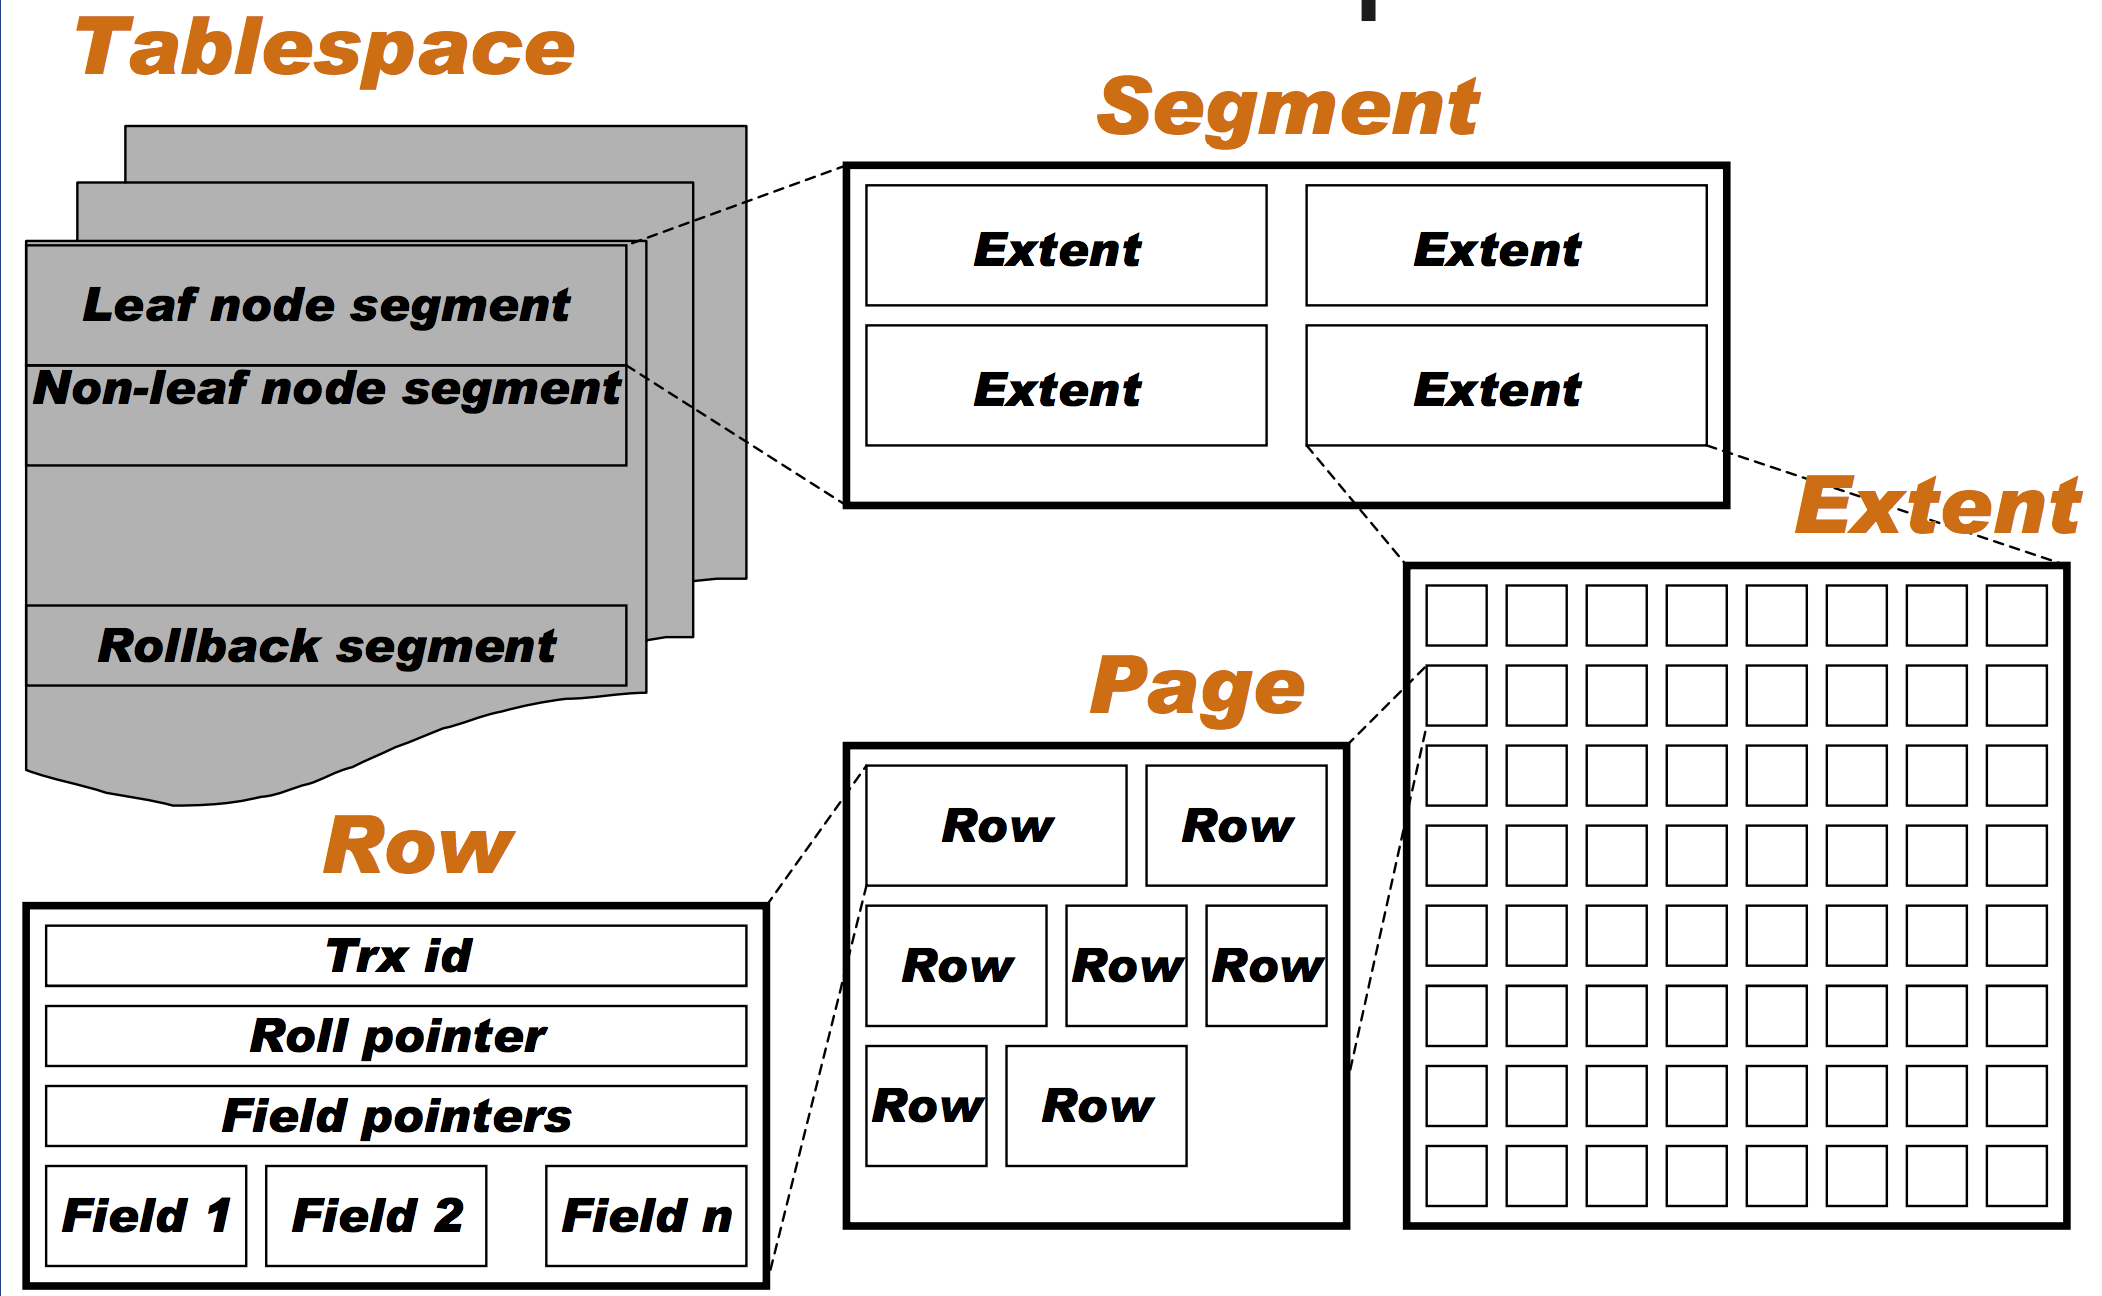 Tablespace
Leaf node segment
Non-leaf node segment
Rollback segment
Segment
Extent Extent
Extent Extent
Extent
Page
Row Row
Row Row Row
Row Row
Row
Trx id
Roll pointer
Field pointers
Field 1 Field 2 Field n